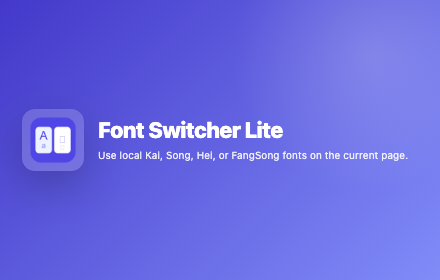 A
a
Font Switcher Lite
Use local Kai, Song, Hei, or FangSong fonts on the current page.